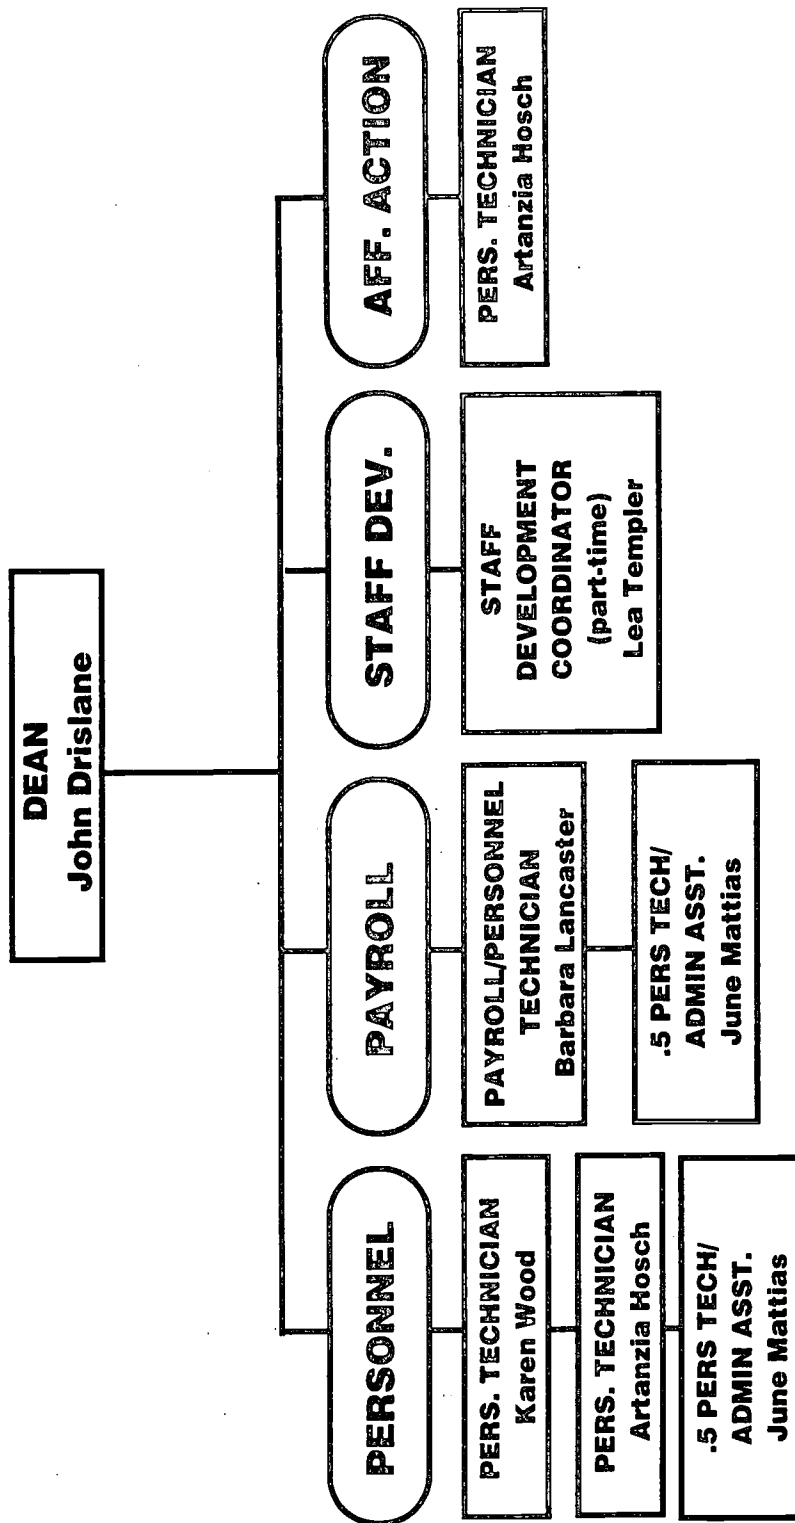 DEAN
John Drislane
PERSONNEL
PERS. TECHNICIAN
Karen Wood
PERS. TECHNICIAN
Artanzia Hosch
.5 PERS TECH/
ADMIN ASST.
June Mattias
PAYROLL
PAYROLL/PERSONNEL
TECHNICIAN
Barbara Lancaster
.5 PERS TECH/
ADMIN ASST.
June Mattias
STAFF DEV.
STAFF
DEVELOPMENT
COORDINATOR
(part-time)
Lea Templer
AFF. ACTION
PERS. TECHNICIAN
Artanzia Hosch